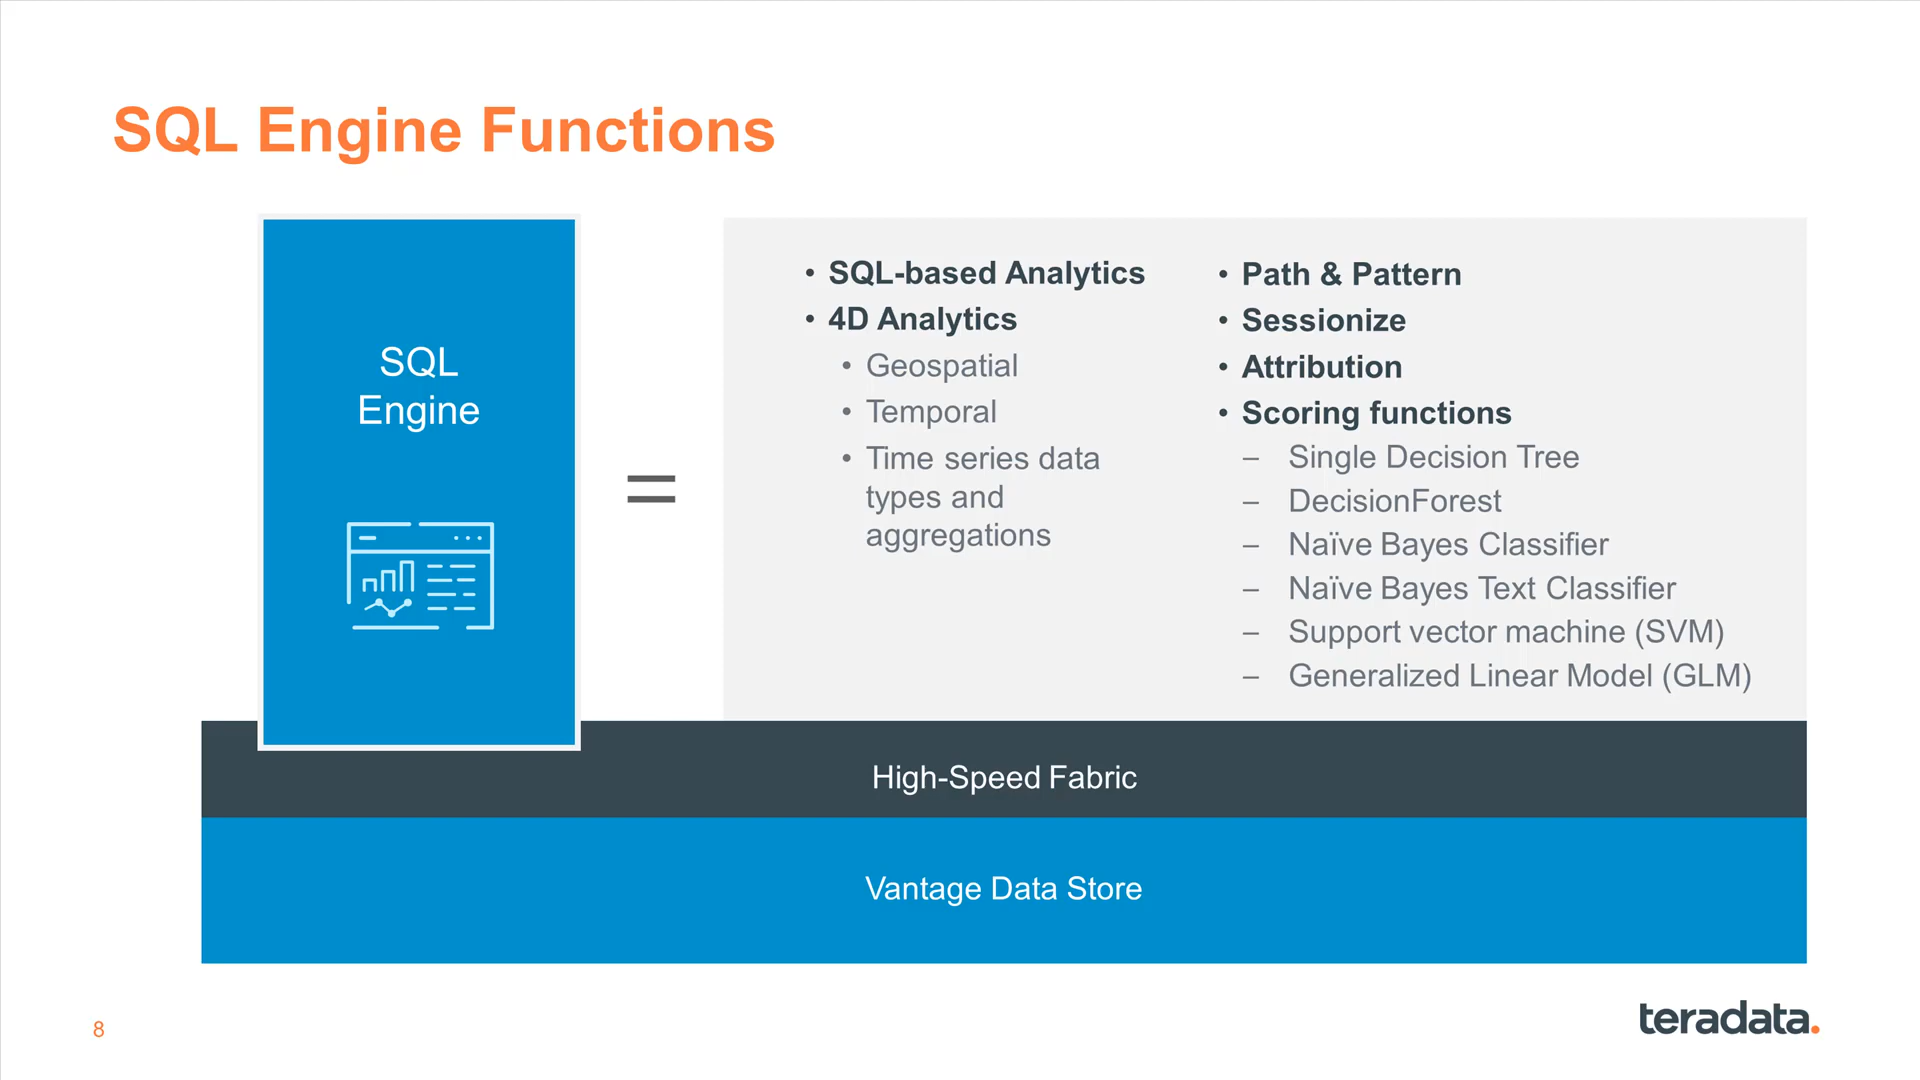 SQL Engine Functions
SQL
Engine
=
• SQL-based Analytics
• 4D Analytics
• Geospatial
• Temporal
• Time series data
types and
aggregations
• Path & Pattern
• Sessionize
• Attribution
• Scoring functions
– Single Decision Tree
– DecisionForest
– Naïve Bayes Classifier
– Naïve Bayes Text Classifier
– Support vector machine (SVM)
– Generalized Linear Model (GLM)
High-Speed Fabric
Vantage Data Store
8
teradata.